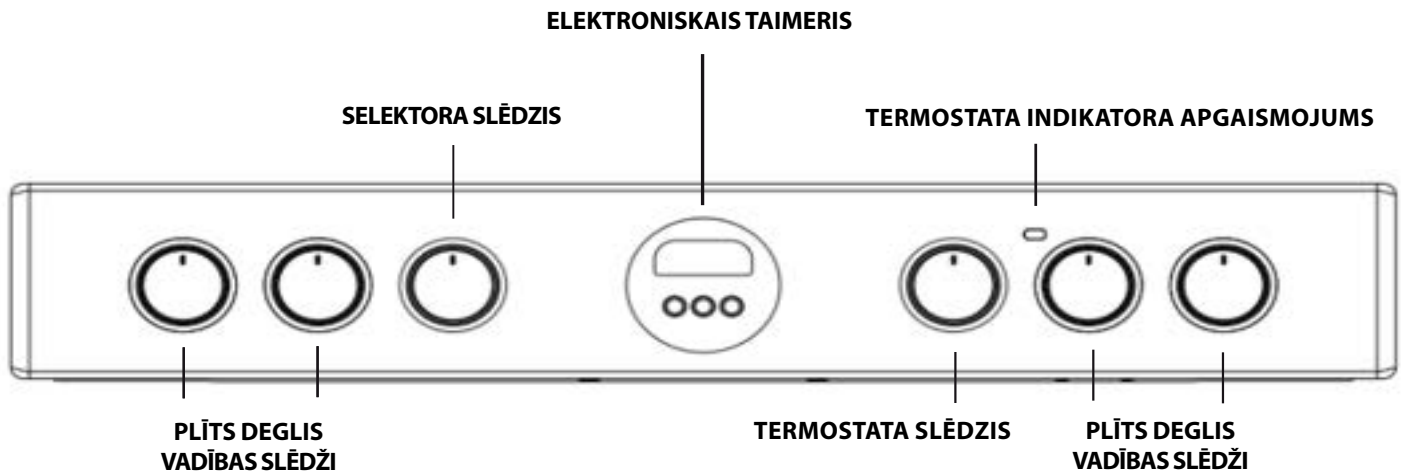 ELEKTRONISKAIS TAIMERIS
SELEKTORA SLĒDZIS
TERMOSTATA INDIKATORA APGAISMOJUMS
PLĪTS DEGLIS
VADĪBAS SLĒDŽI
TERMOSTATA SLĒDZIS
PLĪTS DEGLIS
VADĪBAS SLĒDŽI